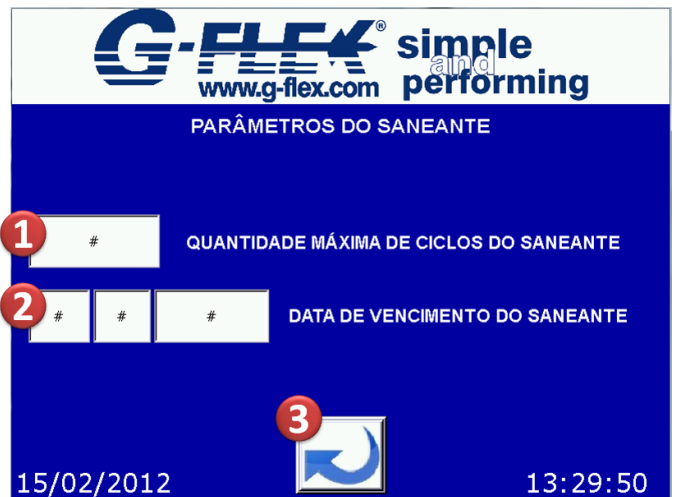 G-FLEX® simple
and
www.g-flex.com performing
PARÂMETROS DO SANEANTE
1 # QUANTIDADE MÁXIMA DE CICLOS DO SANEANTE
2 # # # DATA DE VENCIMENTO DO SANEANTE
3
15/02/2012 13:29:50